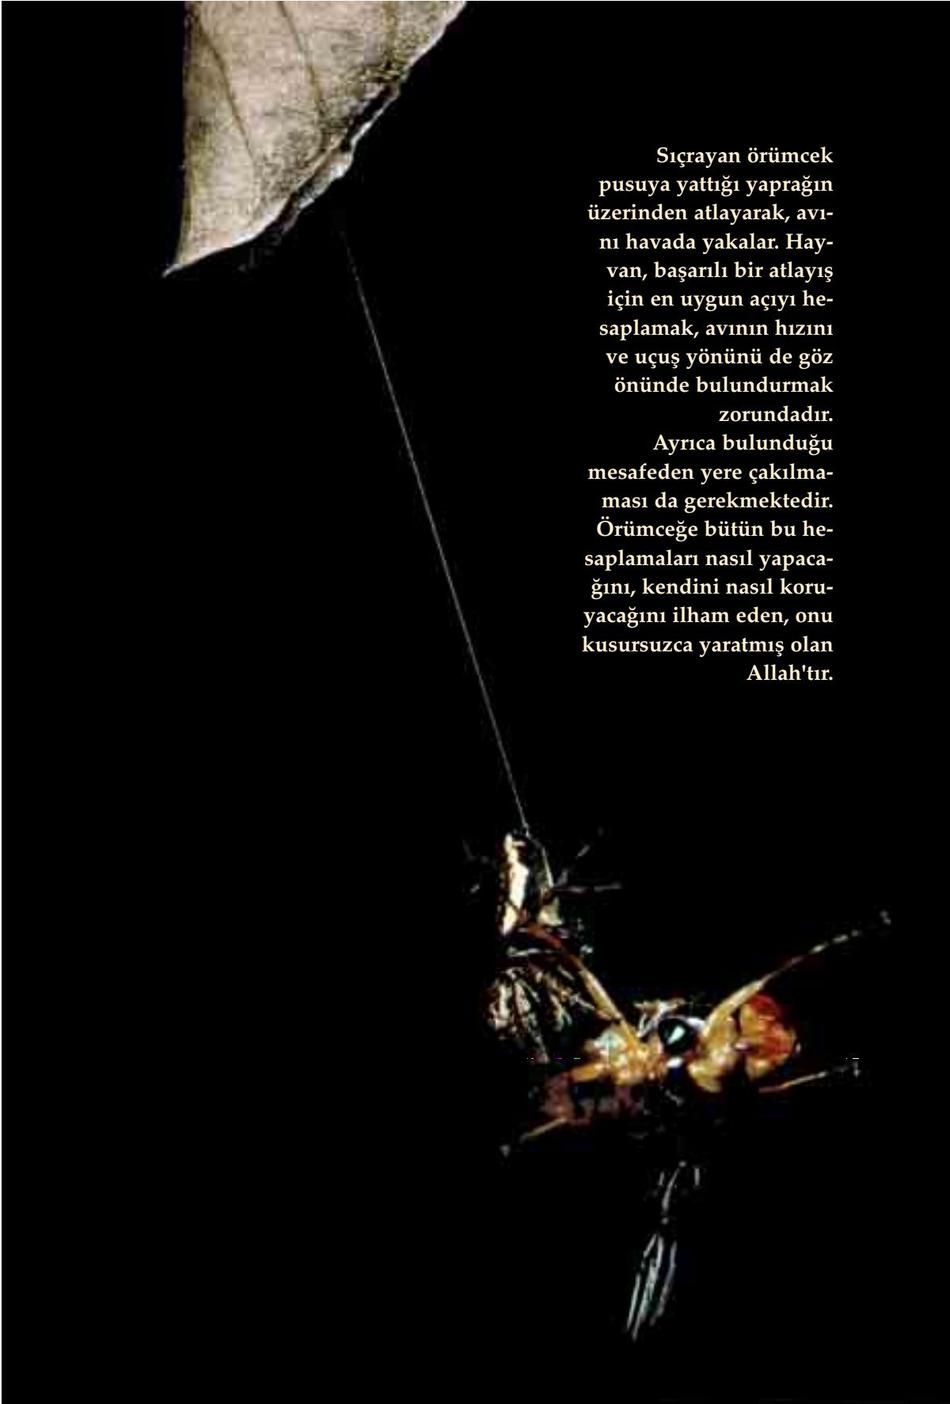 Sıçrayan örümcek
pusuya yattığı yaprağın
üzerinden atlayarak, avı-
nı havada yakalar. Hay-
van, başarılı bir atlayış
için en uygun açıyı he-
saplamak, avının hızını
ve uçuş yönünü de göz
önünde bulundurmak
zorundadır.
Ayrıca bulunduğu
mesafeden yere çakılma-
ması da gerekmektedir.
Örümceğe bütün bu he-
saplamaları nasıl yapaca-
ğını, kendini nasıl koru-
yacağını ilham eden, onu
kusursuzca yaratmış olan
Allah'tır.